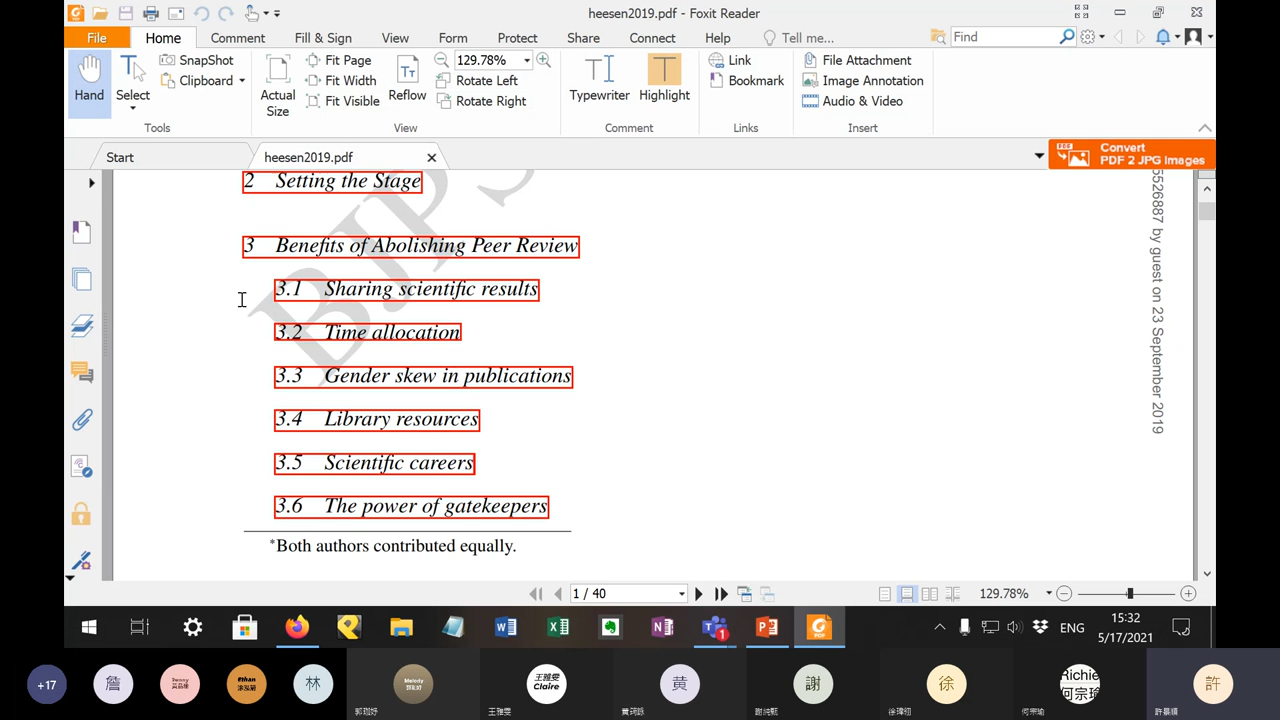 heesen2019.pdf - Foxit Reader
File Home Comment Fill & Sign View Form Protect Share Connect Help Tell me... Find
Hand
Select
SnapShot
Clipboard
Tools
Actual Size
Fit Page
Fit Width
Fit Visible
Reflow
129.78%
Rotate Left
Rotate Right
View
Typewriter
Highlight
Comment
Link
Bookmark
Links
File Attachment
Image Annotation
Audio & Video
Insert
Start
heesen2019.pdf
Convert
PDF 2 JPG Images
2 Setting the Stage
3 Benefits of Abolishing Peer Review
3.1 Sharing scientific results
3.2 Time allocation
3.3 Gender skew in publications
3.4 Library resources
3.5 Scientific careers
3.6 The power of gatekeepers
*Both authors contributed equally.
BJPS
5526887 by guest on 23 September 2019
1 / 40
129.78%
15:32
ENG
5/17/2021
+17
詹
林
Ethan
Melody
王雅雯
Claire
黄
謝
徐
Richie
何宗瑜
許
王雅雯